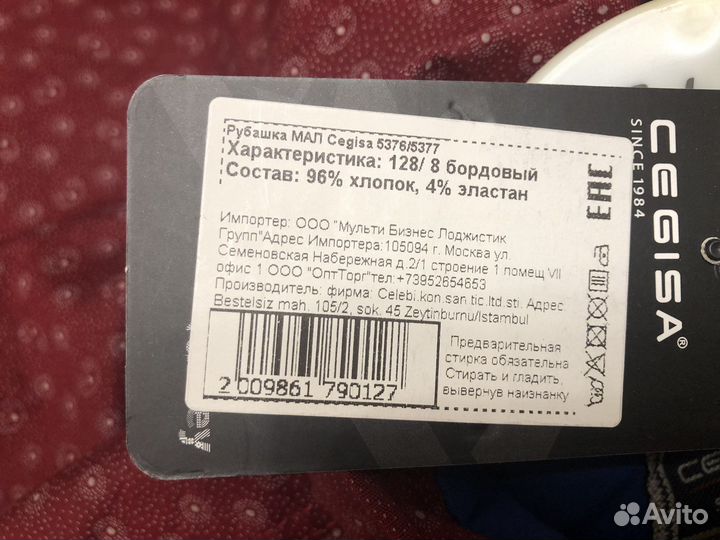 Рубашка МАЛ Cegisa 5376/5377
Характеристика: 128/ 8 бордовый
Состав: 96% хлопок, 4% эластан
Импортер: ООО "Мульти Бизнес Лоджистик
Групп"Адрес Импортера:105094 г. Москва ул.
Семеновская Набережная д.2/1 строение 1 помещ VII
офис 1 ООО "ОптТорг"тел:+73952654653
Производитель: фирма: Celebi.kon.san.tic.ltd.sti. Адрес
Bestelsiz mah. 105/2, sok. 45 Zeytinburnu/Istambul
2 009861 790127
Предварительная
стирка обязательна
Стирать и гладить,
вывернув наизнанку
EAC
CEGISA®
SINCE 1984
Avito